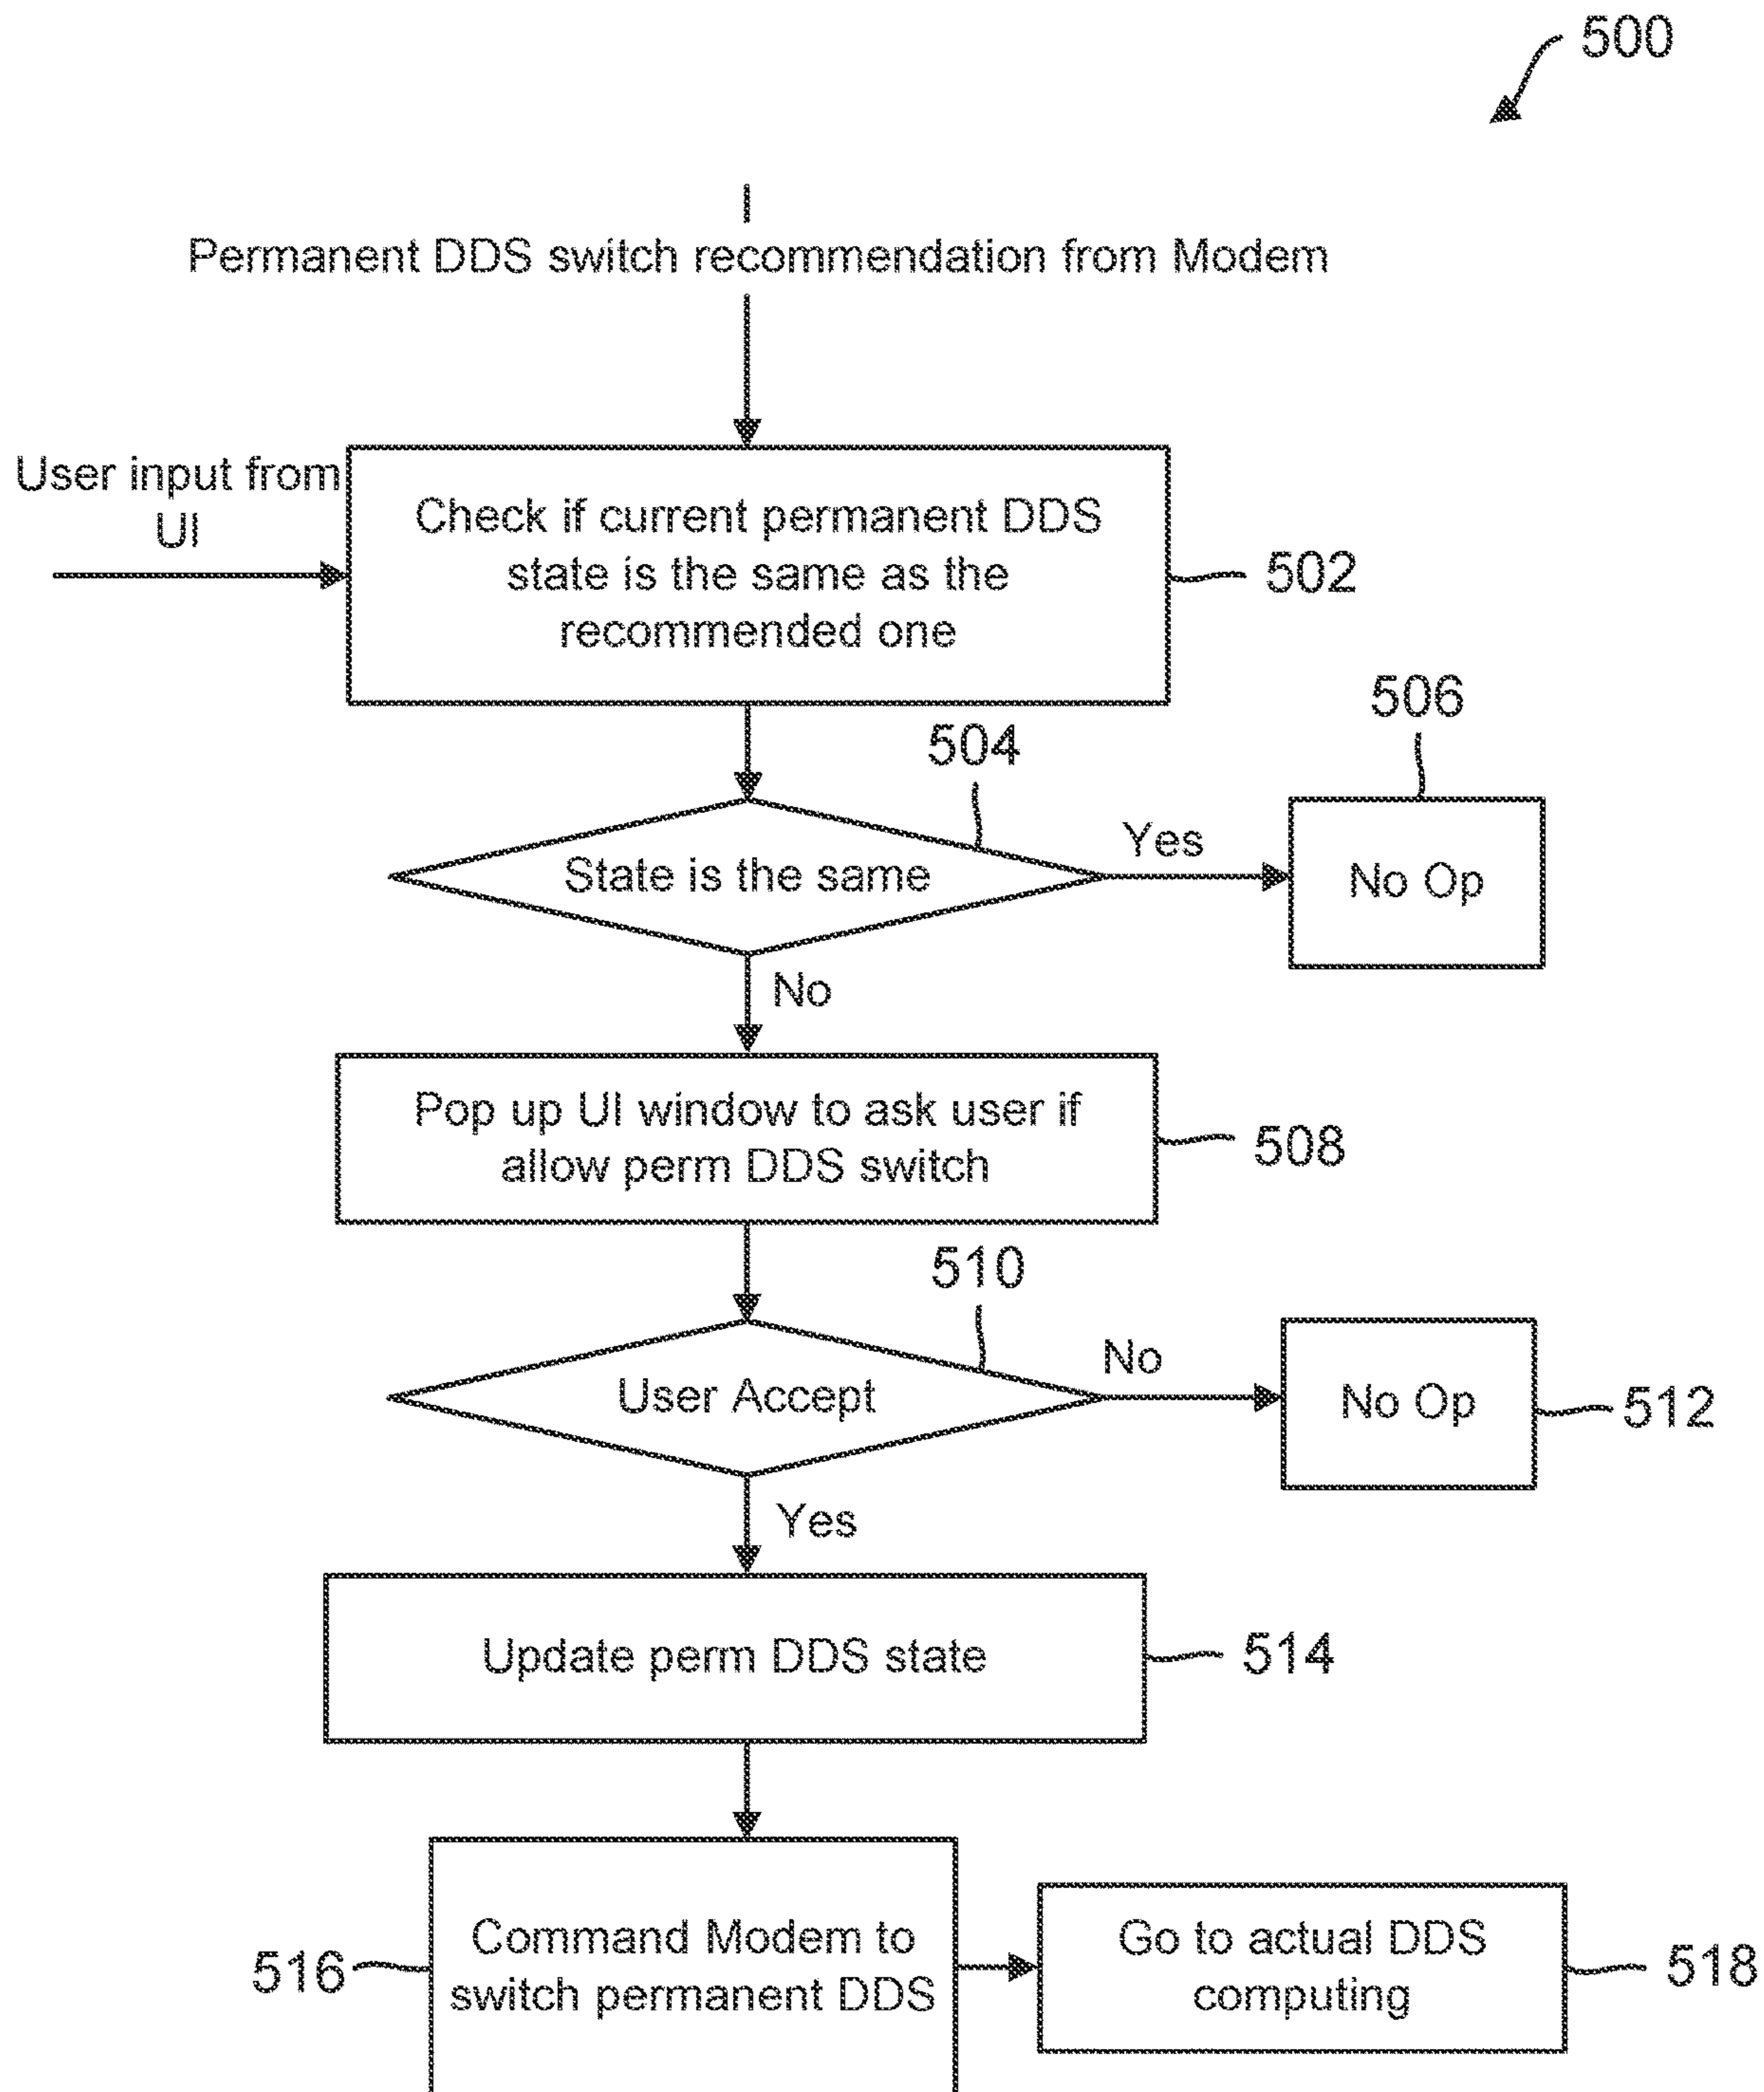 500
Permanent DDS switch recommendation from Modem
User input from
UI
Check if current permanent DDS
state is the same as the
recommended one
502
504
506
State is the same
Yes
No Op
No
Pop up UI window to ask user if
allow perm DDS switch
508
510
User Accept
No
No Op
512
Yes
Update perm DDS state
514
516
Command Modem to
switch permanent DDS
Go to actual DDS
computing
518